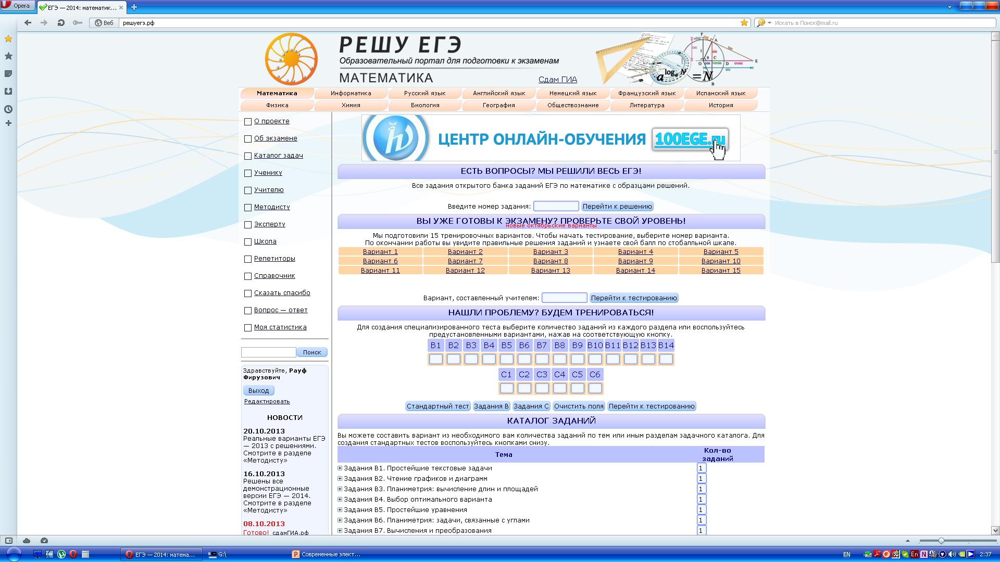 Opera
ЕГЭ — 2014: математик...
Веб
решуегэ.рф
Искать в Поиск@mail.ru
РЕШУ ЕГЭ
Образовательный портал для подготовки к экзаменам
МАТЕМАТИКА
Сдам ГИА
Математика
Информатика
Русский язык
Английский язык
Немецкий язык
Французский язык
Испанский язык
Физика
Химия
Биология
География
Обществознание
Литература
История
О проекте
Об экзамене
Каталог задач
Ученику
Учителю
Методисту
Эксперту
Школа
Репетиторы
Справочник
Сказать спасибо
Вопрос — ответ
Моя статистика
Поиск
Здравствуйте, Рауф
Фирузович
Выход
Редактировать
НОВОСТИ
20.10.2013
Реальные варианты ЕГЭ
— 2013 с решениями.
Смотрите в разделе
«Методисту»
16.10.2013
Решены все
демонстрационные
версии ЕГЭ — 2014.
Смотрите в разделе
«Методисту»
08.10.2013
Готово! сдамГИА.рф
ЦЕНТР ОНЛАЙН-ОБУЧЕНИЯ 100EGE.ru
ЕСТЬ ВОПРОСЫ? МЫ РЕШИЛИ ВЕСЬ ЕГЭ!
Все задания открытого банка заданий ЕГЭ по математике с образцами решений.
Введите номер задания: Перейти к решению
ВЫ УЖЕ ГОТОВЫ К ЭКЗАМЕНУ? ПРОВЕРЬТЕ СВОЙ УРОВЕНЬ!
новые октябрьские варианты
Мы подготовили 15 тренировочных вариантов. Чтобы начать тестирование, выберите номер варианта.
По окончании работы вы увидите правильные решения заданий и узнаете свой балл по стобалльной шкале.
Вариант 1 Вариант 2 Вариант 3 Вариант 4 Вариант 5
Вариант 6 Вариант 7 Вариант 8 Вариант 9 Вариант 10
Вариант 11 Вариант 12 Вариант 13 Вариант 14 Вариант 15
Вариант, составленный учителем: Перейти к тестированию
НАШЛИ ПРОБЛЕМУ? БУДЕМ ТРЕНИРОВАТЬСЯ!
Для создания специализированного теста выберите количество заданий из каждого раздела или воспользуйтесь
предустановленными вариантами, нажав на соответствующую кнопку.
B1 B2 B3 B4 B5 B6 B7 B8 B9 B10 B11 B12 B13 B14
C1 C2 C3 C4 C5 C6
Стандартный тест Задания B Задания C Очистить поля Перейти к тестированию
КАТАЛОГ ЗАДАНИЙ
Вы можете составить вариант из необходимого вам количества заданий по тем или иным разделам задачного каталога. Для
создания стандартных тестов воспользуйтесь кнопками снизу.
Тема Кол-во
заданий
Задания B1. Простейшие текстовые задачи 1
Задания B2. Чтение графиков и диаграмм 1
Задания B3. Планиметрия: вычисление длин и площадей 1
Задания B4. Выбор оптимального варианта 1
Задания B5. Простейшие уравнения 1
Задания B6. Планиметрия: задачи, связанные с углами 1
Задания B7. Вычисления и преобразования 1
ЕГЭ — 2014: матема...
G:\
Современные элект...
EN
2:37